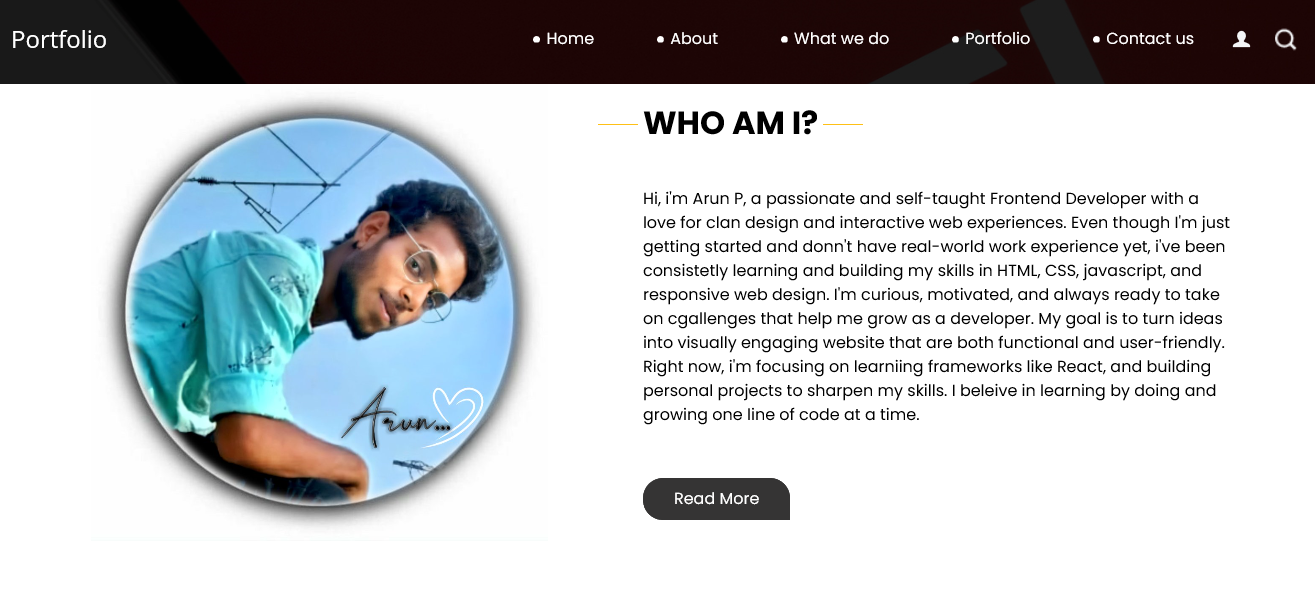 Portfolio
Home
About
What we do
Portfolio
Contact us
WHO AM I?
Hi, i'm Arun P, a passionate and self-taught Frontend Developer with a
love for clan design and interactive web experiences. Even though I'm just
getting started and donn't have real-world work experience yet, i've been
consistetly learning and building my skills in HTML, CSS, javascript, and
responsive web design. I'm curious, motivated, and always ready to take
on cgallenges that help me grow as a developer. My goal is to turn ideas
into visually engaging website that are both functional and user-friendly.
Right now, i'm focusing on learniing frameworks like React, and building
personal projects to sharpen my skills. I beleive in learning by doing and
growing one line of code at a time.
Arun...
Read More